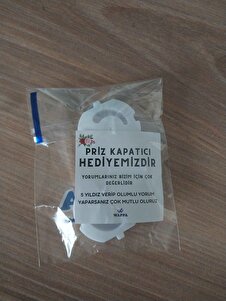 PRİZ KAPATICI
HEDİYEMİZDİR
YORUMLARINIZ BİZİM İÇİN ÇOK
DEĞERLİDİR
5 YILDIZ VERİP OLUMLU YORUM
YAPARSANIZ ÇOK MUTLU OLURUZ
WAPPA